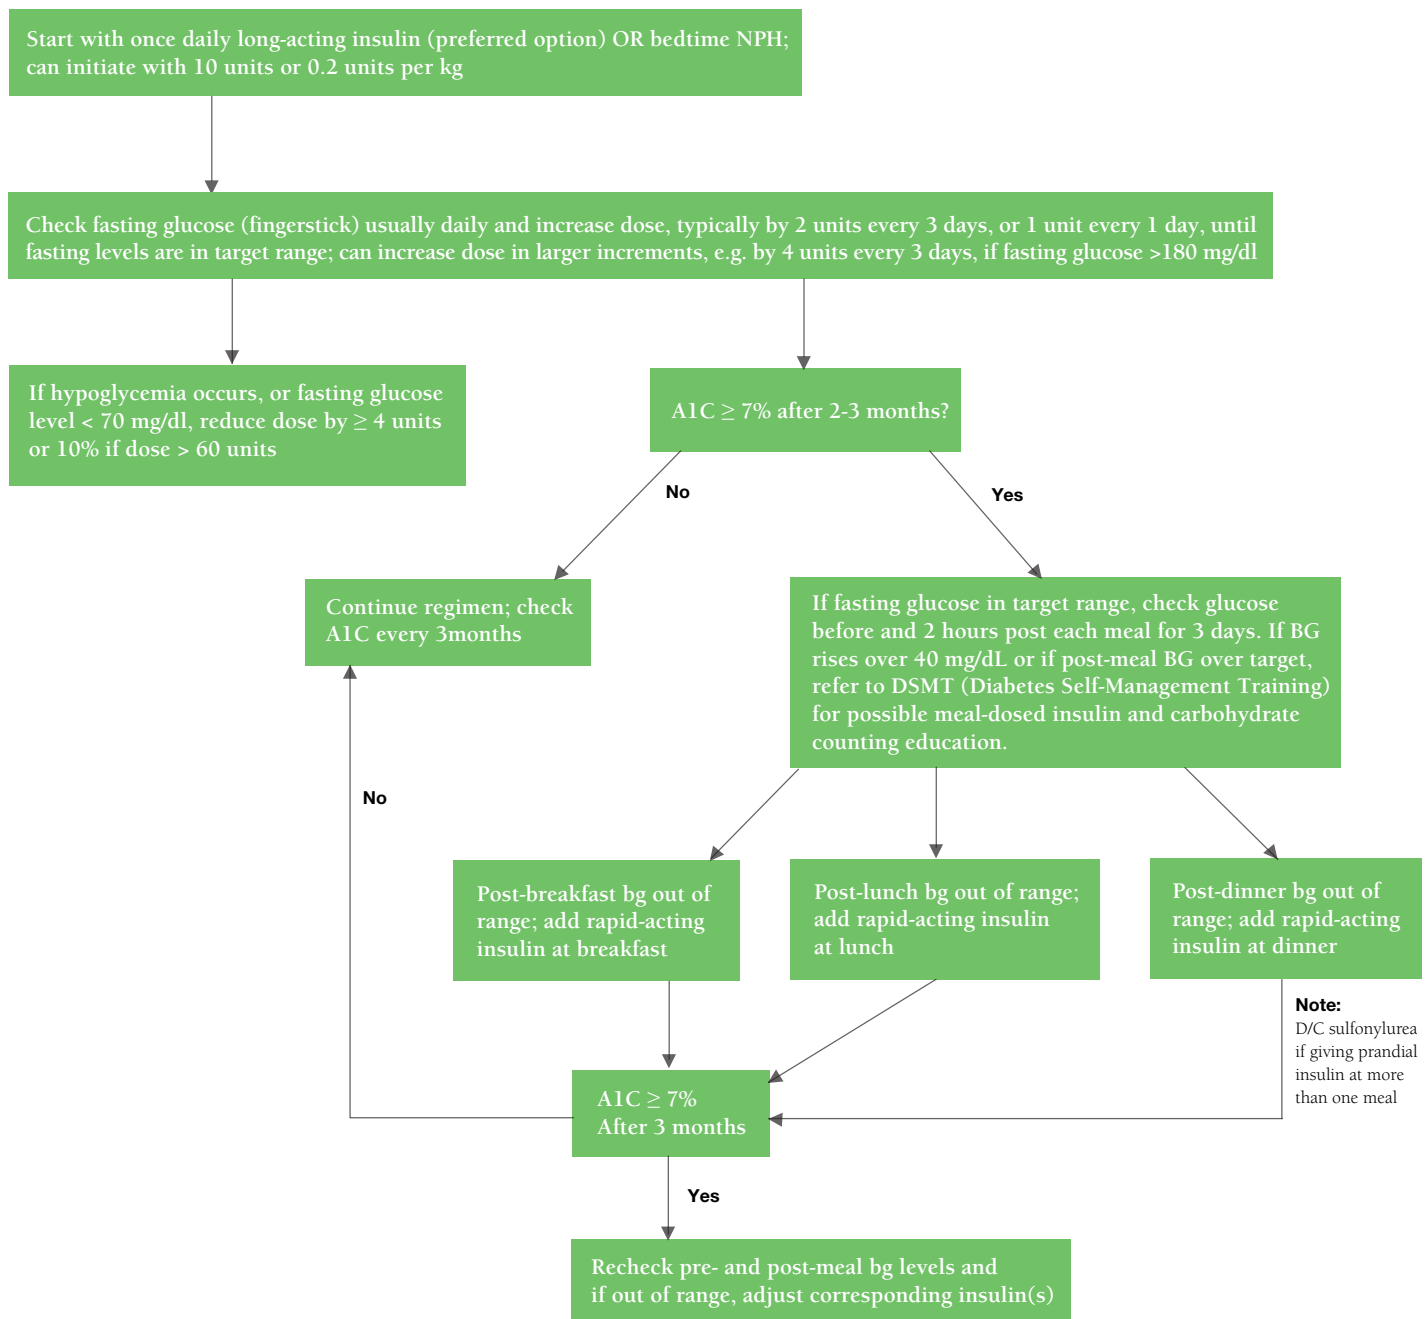 Start with once daily long-acting insulin (preferred option) OR bedtime NPH;
can initiate with 10 units or 0.2 units per kg
Check fasting glucose (fingerstick) usually daily and increase dose, typically by 2 units every 3 days, or 1 unit every 1 day, until
fasting levels are in target range; can increase dose in larger increments, e.g. by 4 units every 3 days, if fasting glucose >180 mg/dl
If hypoglycemia occurs, or fasting glucose
level < 70 mg/dl, reduce dose by ≥ 4 units
or 10% if dose > 60 units
A1C ≥ 7% after 2-3 months?
No
Yes
Continue regimen; check
A1C every 3months
If fasting glucose in target range, check glucose
before and 2 hours post each meal for 3 days. If BG
rises over 40 mg/dL or if post-meal BG over target,
refer to DSMT (Diabetes Self-Management Training)
for possible meal-dosed insulin and carbohydrate
counting education.
No
Post-breakfast bg out of
range; add rapid-acting
insulin at breakfast
Post-lunch bg out of range;
add rapid-acting insulin
at lunch
Post-dinner bg out of
range; add rapid-acting
insulin at dinner
Note:
D/C sulfonylurea
if giving prandial
insulin at more
than one meal
A1C ≥ 7%
After 3 months
Yes
Recheck pre- and post-meal bg levels and
if out of range, adjust corresponding insulin(s)